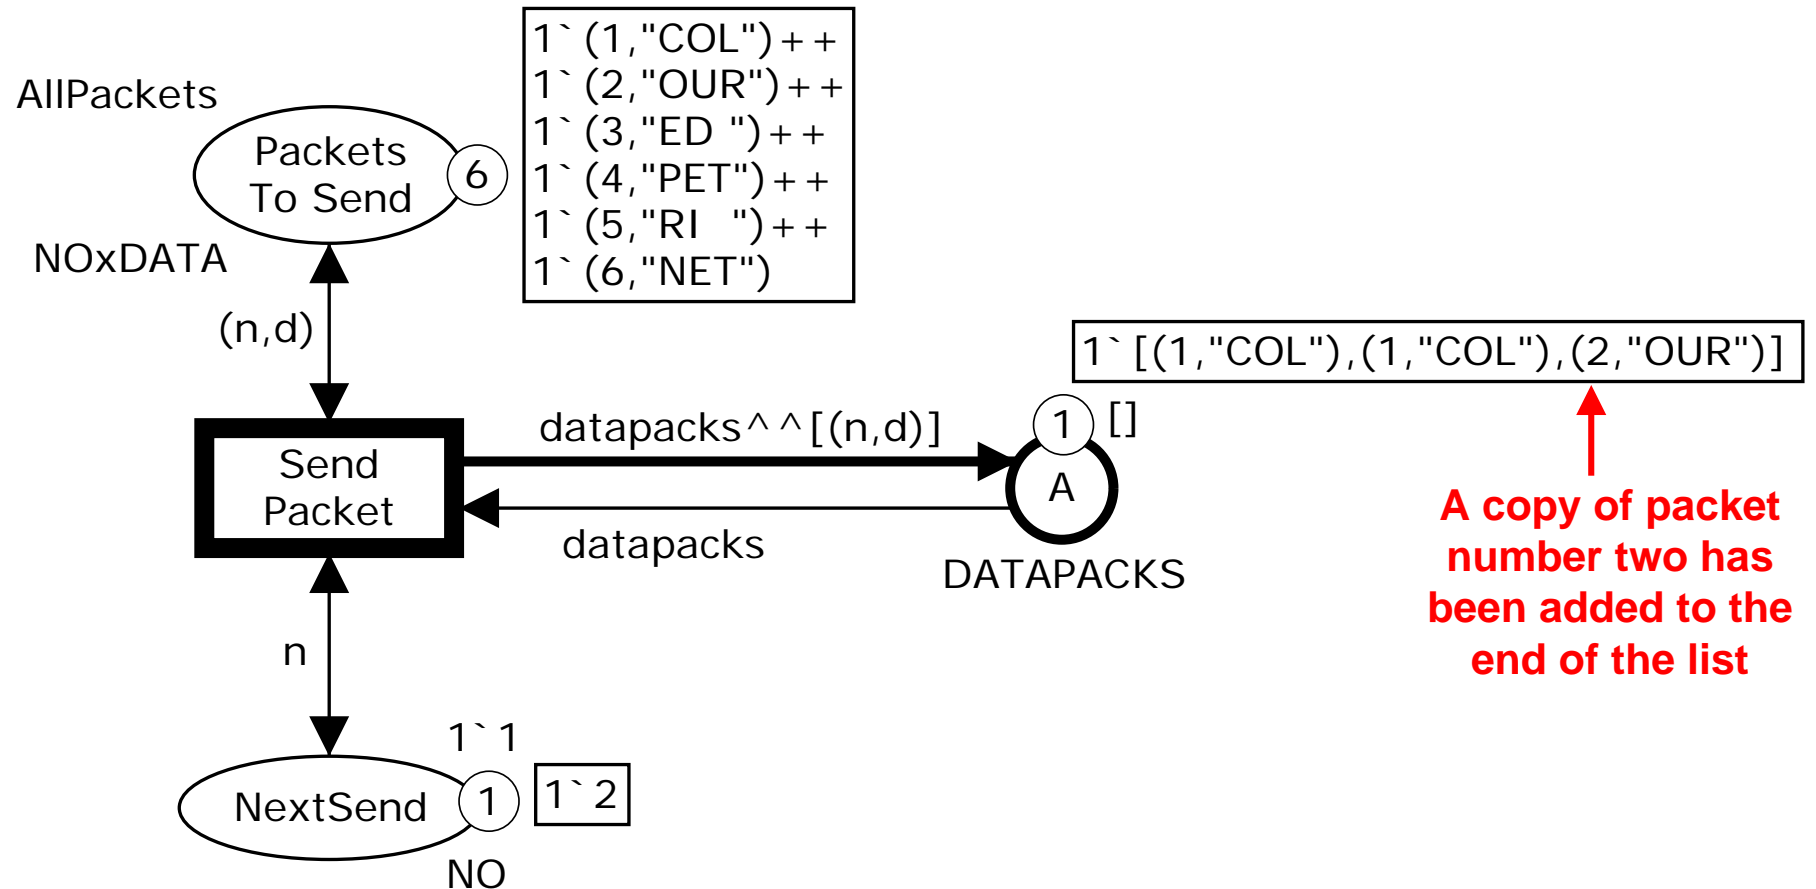 1`(1,"COL")++
1`(2,"OUR")++
1`(3,"ED ")++
1`(4,"PET")++
1`(5,"RI  ")++
1`(6,"NET")
AllPackets
Packets
To Send
6
NOxDATA
(n,d)
1`[(1,"COL"),(1,"COL"),(2,"OUR")]
datapacks^^[(n,d)]
1
[]
Send
Packet
A
datapacks
DATAPACKS
A copy of packet
number two has
been added to the
end of the list
n
1`1
NextSend
1
1`2
NO